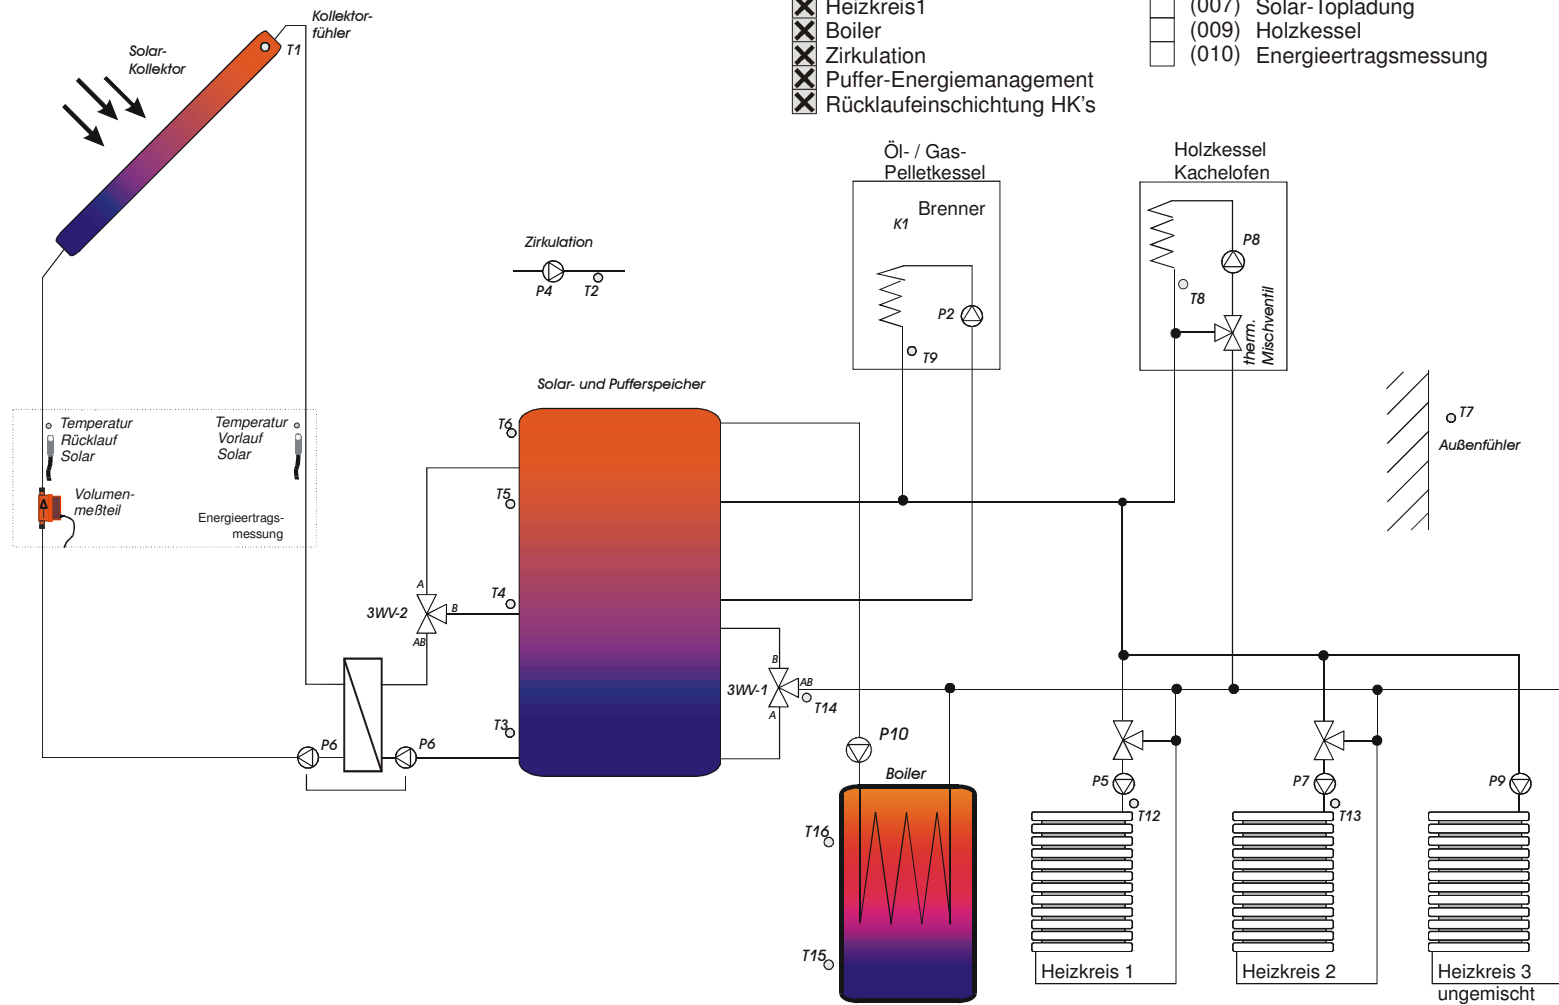 Heizkreis1
Boiler
Zirkulation
Puffer-Energiemanagement
Rücklaufeinschichtung HK's
(007) Solar-Topladung
(009) Holzkessel
(010) Energieertragsmessung
Kollektor-
fühler
T1
Solar-
Kollektor
Zirkulation
P4
T2
Öl- / Gas-
Pelletkessel
Brenner
K1
P2
T9
Holzkessel
Kachelofen
P8
T8
therm.
Mischventil
T7
Außenfühler
Solar- und Pufferspeicher
T6
T5
T4
T3
Temperatur
Rücklauf
Solar
Temperatur
Vorlauf
Solar
Volumen-
meßteil
Energieertrags-
messung
A
3WV-2
B
AB
P6
P6
B
3WV-1
AB
A
T14
P10
Boiler
T16
T15
P5
T12
P7
T13
P9
Heizkreis 1
Heizkreis 2
Heizkreis 3
ungemischt